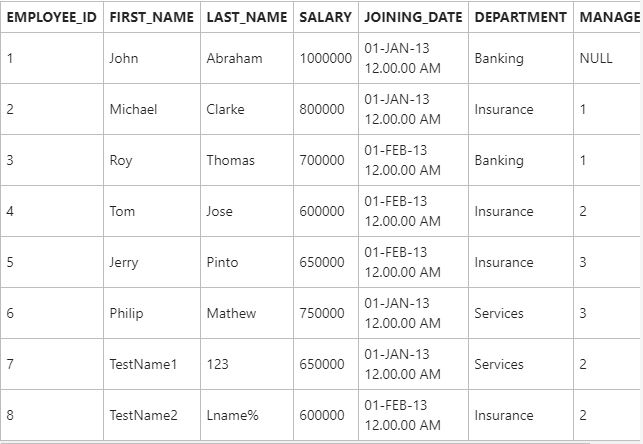 EMPLOYEE_ID FIRST_NAME LAST_NAME SALARY JOINING_DATE DEPARTMENT MANAGE
1 John Abraham 1000000 01-JAN-13 12.00.00 AM Banking NULL
2 Michael Clarke 800000 01-JAN-13 12.00.00 AM Insurance 1
3 Roy Thomas 700000 01-FEB-13 12.00.00 AM Banking 1
4 Tom Jose 600000 01-FEB-13 12.00.00 AM Insurance 2
5 Jerry Pinto 650000 01-FEB-13 12.00.00 AM Insurance 3
6 Philip Mathew 750000 01-JAN-13 12.00.00 AM Services 3
7 TestName1 123 650000 01-JAN-13 12.00.00 AM Services 2
8 TestName2 Lname% 600000 01-FEB-13 12.00.00 AM Insurance 2